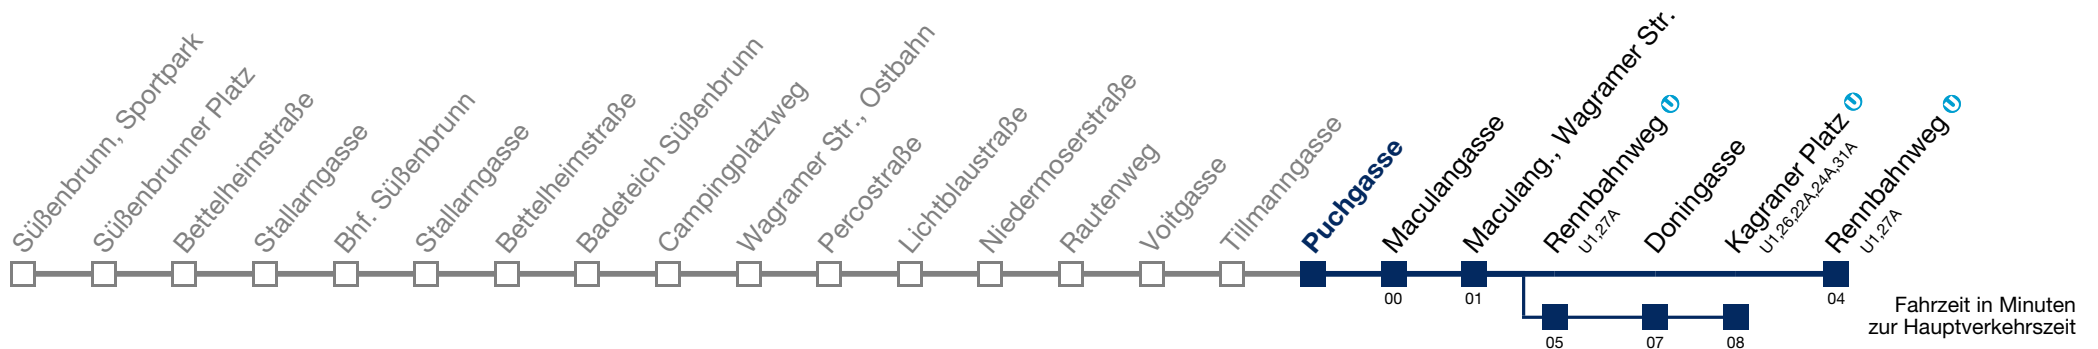 Süßenbrunn, Sportpark
Süßenbrunner Platz
Bettelheimstraße
Stallarngasse
Bhf. Süßenbrunn
Stallarngasse
Bettelheimstraße
Badeteich Süßenbrunn
Campingplatzweg
Wagramer Str., Ostbahn
Percostraße
Lichtblaustraße
Niedermoserstraße
Rautenweg
Voitgasse
Tillmanngasse
Puchgasse
Maculangasse
Maculang., Wagramer Str.
Rennbahnweg
U1,27A
Doningasse
Kagraner Platz
U1,26,22A,24A,31A
Rennbahnweg
U1,27A
00
01
04
05
07
08
Fahrzeit in Minuten
zur Hauptverkehrszeit